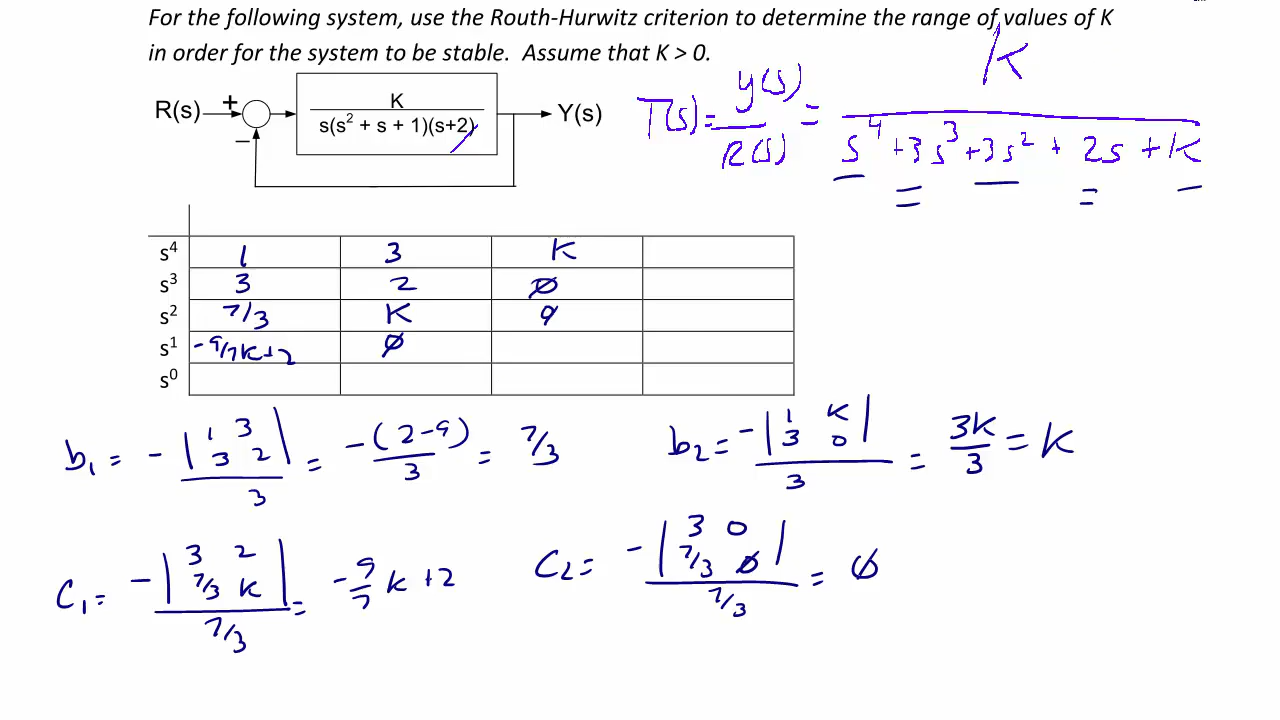 For the following system, use the Routh-Hurwitz criterion to determine the range of values of K
in order for the system to be stable. Assume that K > 0.
R(s) + − K / s(s² + s + 1)(s+2) Y(s)
T(s) = y(s)/R(s) = K / s⁴ + 3s³ + 3s² + 2s + K
s⁴ 1 3 K
s³ 3 2 0
s² 7/3 K 0
s¹ -9/7K+2 0
s⁰
b₁ = -|1 3; 3 2| / 3 = -(2-9)/3 = 7/3
b₂ = -|1 K; 3 0| / 3 = 3K/3 = K
C₁ = -|3 2; 7/3 K| / 7/3 = -9/7 K + 2
C₂ = -|3 0; 7/3 0| / 7/3 = 0